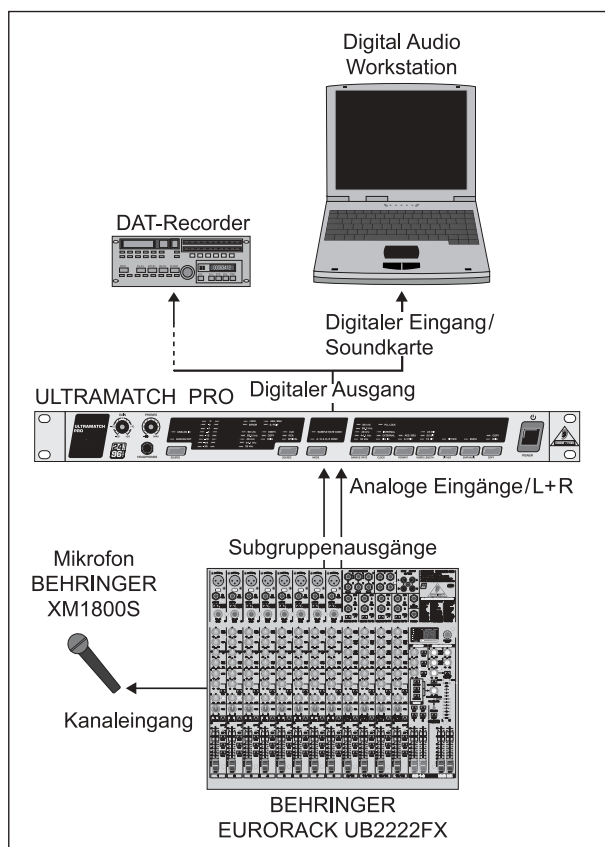 Digital Audio
Workstation
DAT-Recorder
Digitaler Eingang/
Soundkarte
ULTRAMATCH PRO
Digitaler Ausgang
Analoge Eingänge/L+R
Subgruppenausgänge
Mikrofon
BEHRINGER
XM1800S
Kanaleingang
BEHRINGER
EURORACK UB2222FX